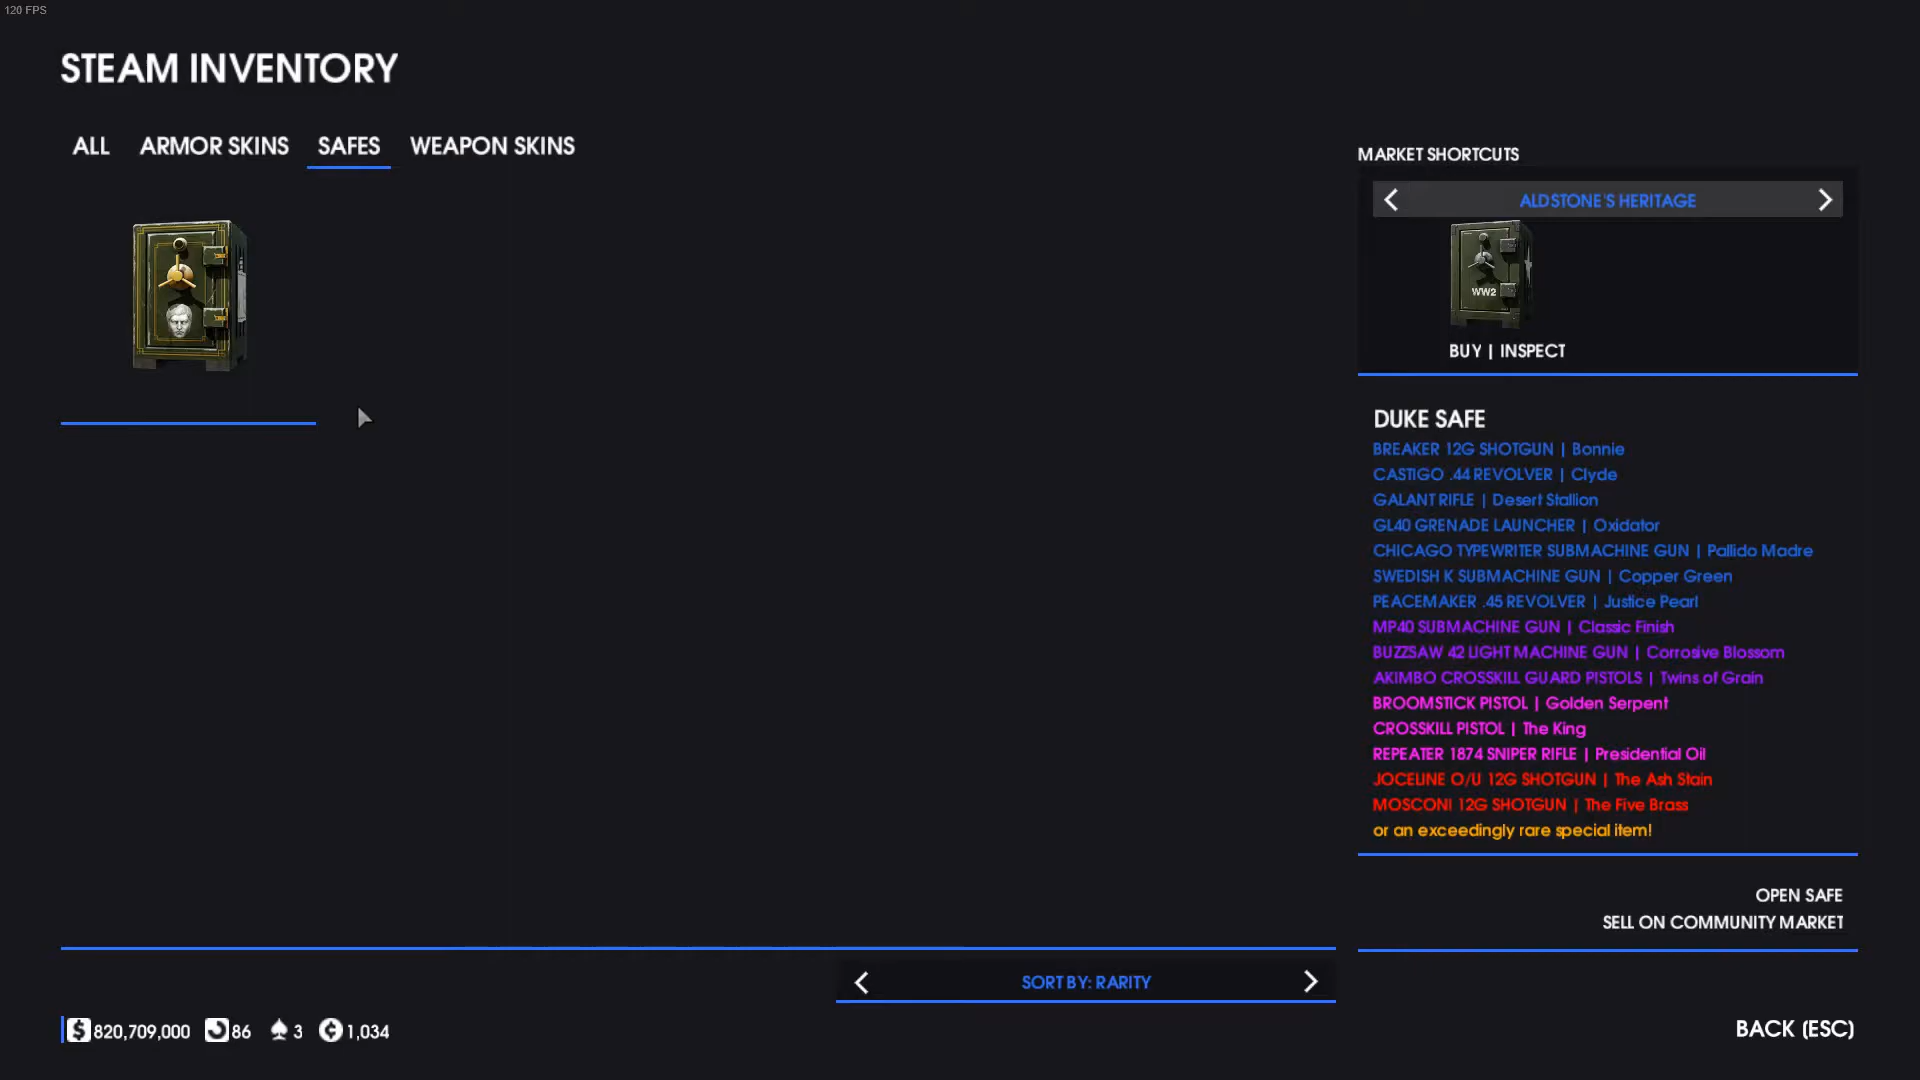 120 FPS
STEAM INVENTORY
ALL ARMOR SKINS SAFES WEAPON SKINS
MARKET SHORTCUTS
ALDSTONE'S HERITAGE
WW2
BUY | INSPECT
DUKE SAFE
BREAKER 12G SHOTGUN | Bonnie
CASTIGO .44 REVOLVER | Clyde
GALANT RIFLE | Desert Stallion
GL40 GRENADE LAUNCHER | Oxidator
CHICAGO TYPEWRITER SUBMACHINE GUN | Pallido Madre
SWEDISH K SUBMACHINE GUN | Copper Green
PEACEMAKER .45 REVOLVER | Justice Pearl
MP40 SUBMACHINE GUN | Classic Finish
BUZZSAW 42 LIGHT MACHINE GUN | Corrosive Blossom
AKIMBO CROSSKILL GUARD PISTOLS | Twins of Grain
BROOMSTICK PISTOL | Golden Serpent
CROSSKILL PISTOL | The King
REPEATER 1874 SNIPER RIFLE | Presidential Oil
JOCELINE O/U 12G SHOTGUN | The Ash Stain
MOSCONI 12G SHOTGUN | The Five Brass
or an exceedingly rare special item!
OPEN SAFE
SELL ON COMMUNITY MARKET
SORT BY: RARITY
$ 820,709,000 86 3 1,034
BACK (ESC)